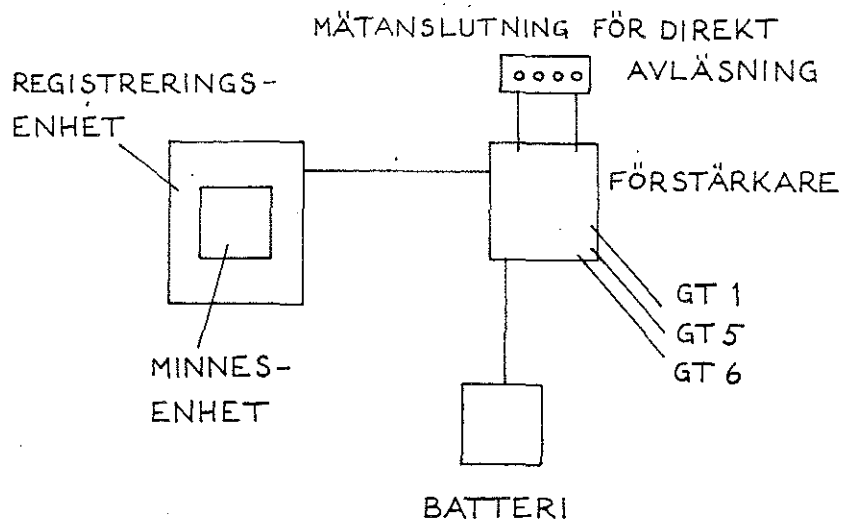 MÄTANSLUTNING FÖR DIREKT
AVLÄSNING
REGISTRERINGS-
ENHET
FÖRSTÄRKARE
GT 1
GT 5
GT 6
MINNES-
ENHET
BATTERI